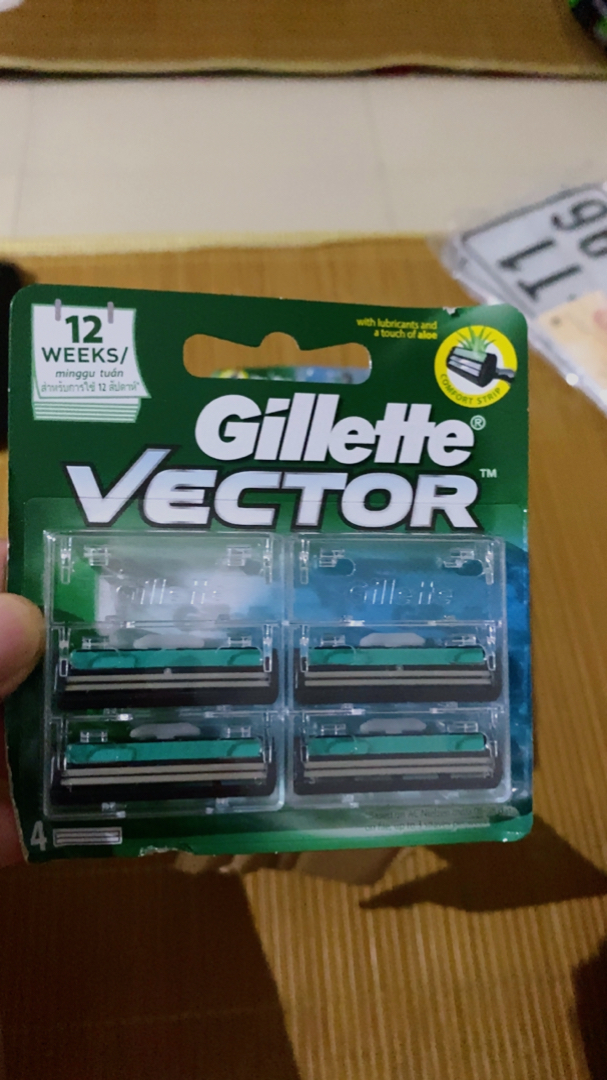 12
WEEKS/
minggu tuần
สำหรับการใช้ 12 สัปดาห์*
with lubricants and
a touch of aloe
COMFORT STRIP
Gillette®
VECTOR™
Gillette
Gillette
4